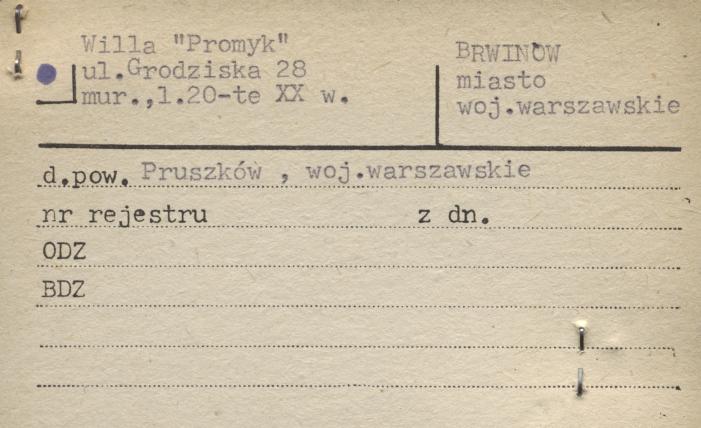 Willa "Promyk"
ul.Grodziska 28
mur.,l.20-te XX w.
BRWINOW
miasto
woj.warszawskie
d.pow. Pruszków , woj.warszawskie
nr rejestru z dn.
ODZ
BDZ